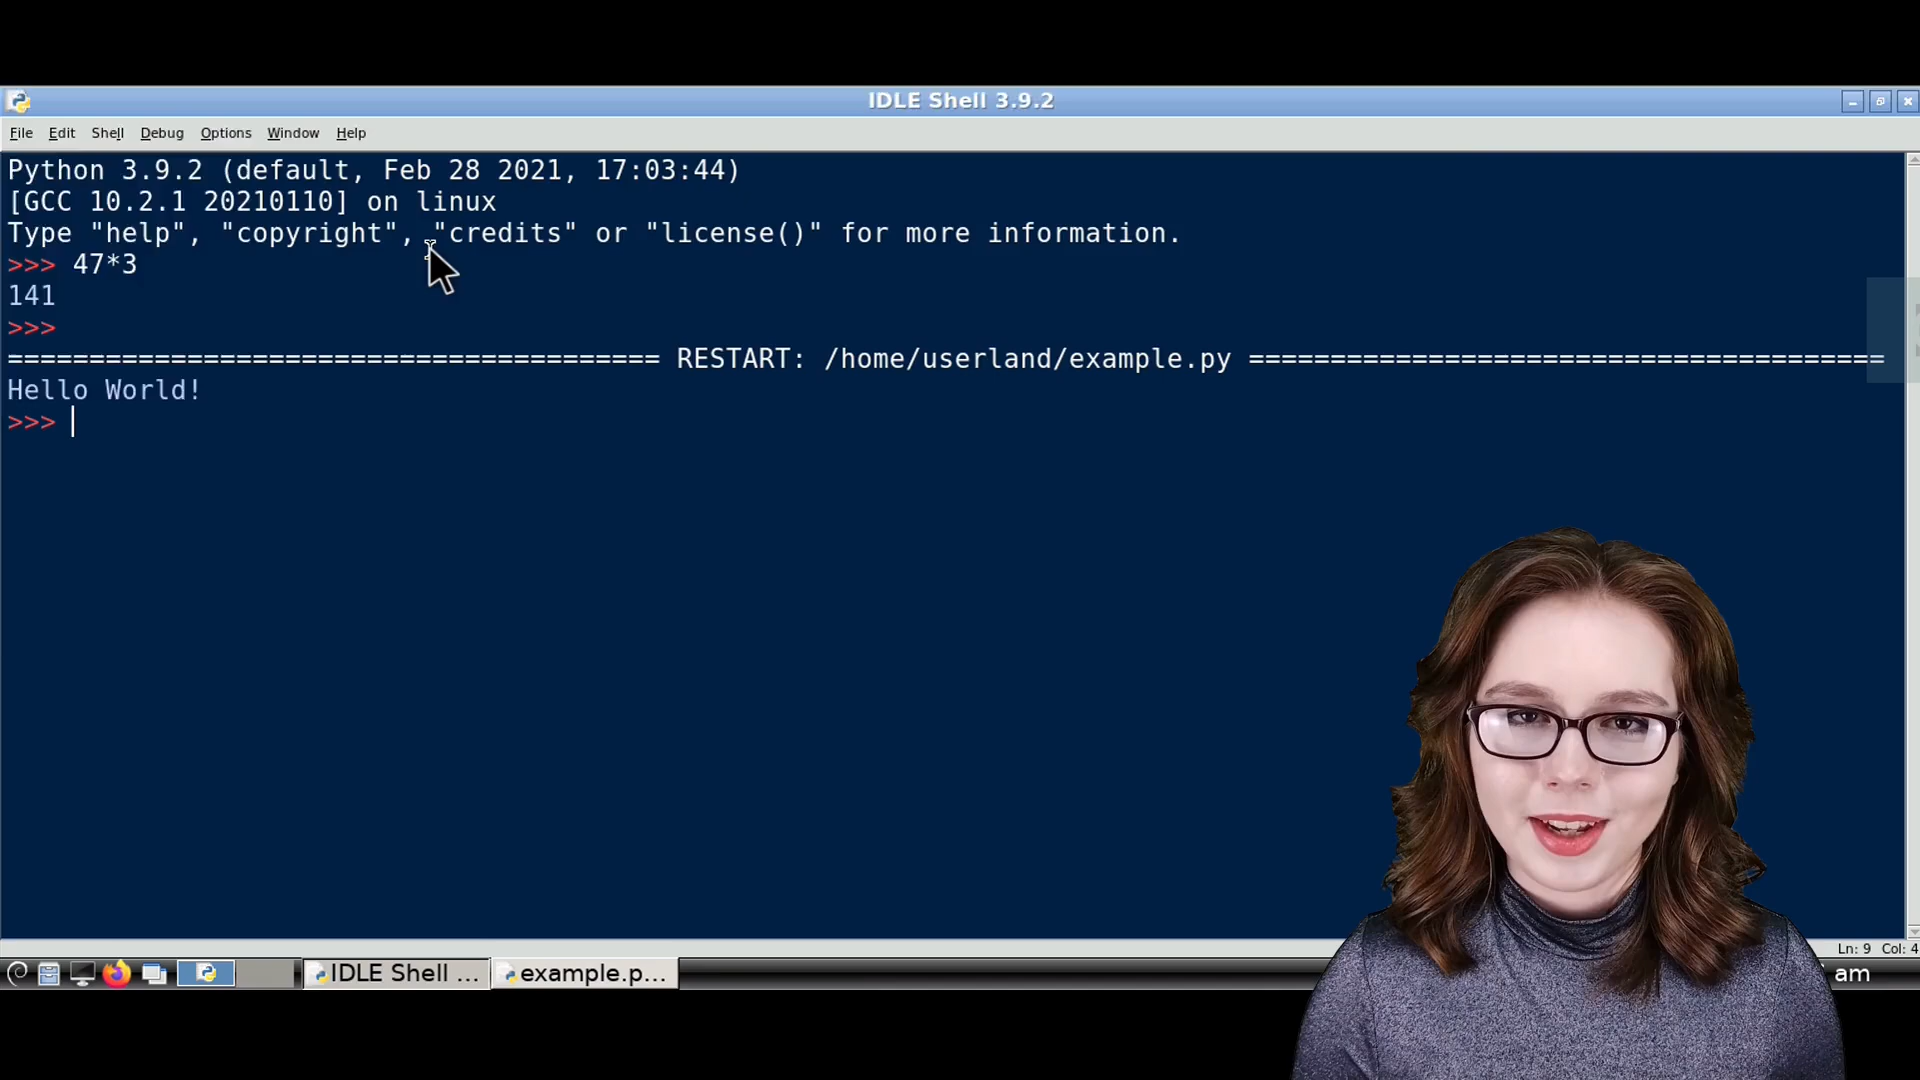 IDLE Shell 3.9.2
File Edit Shell Debug Options Window Help
Python 3.9.2 (default, Feb 28 2021, 17:03:44)
[GCC 10.2.1 20210110] on linux
Type "help", "copyright", "credits" or "license()" for more information.
>>> 47*3
141
>>>
======================================== RESTART: /home/userland/example.py =======================================
Hello World!
>>>
Ln: 9 Col: 4
IDLE Shell ... example.p... am